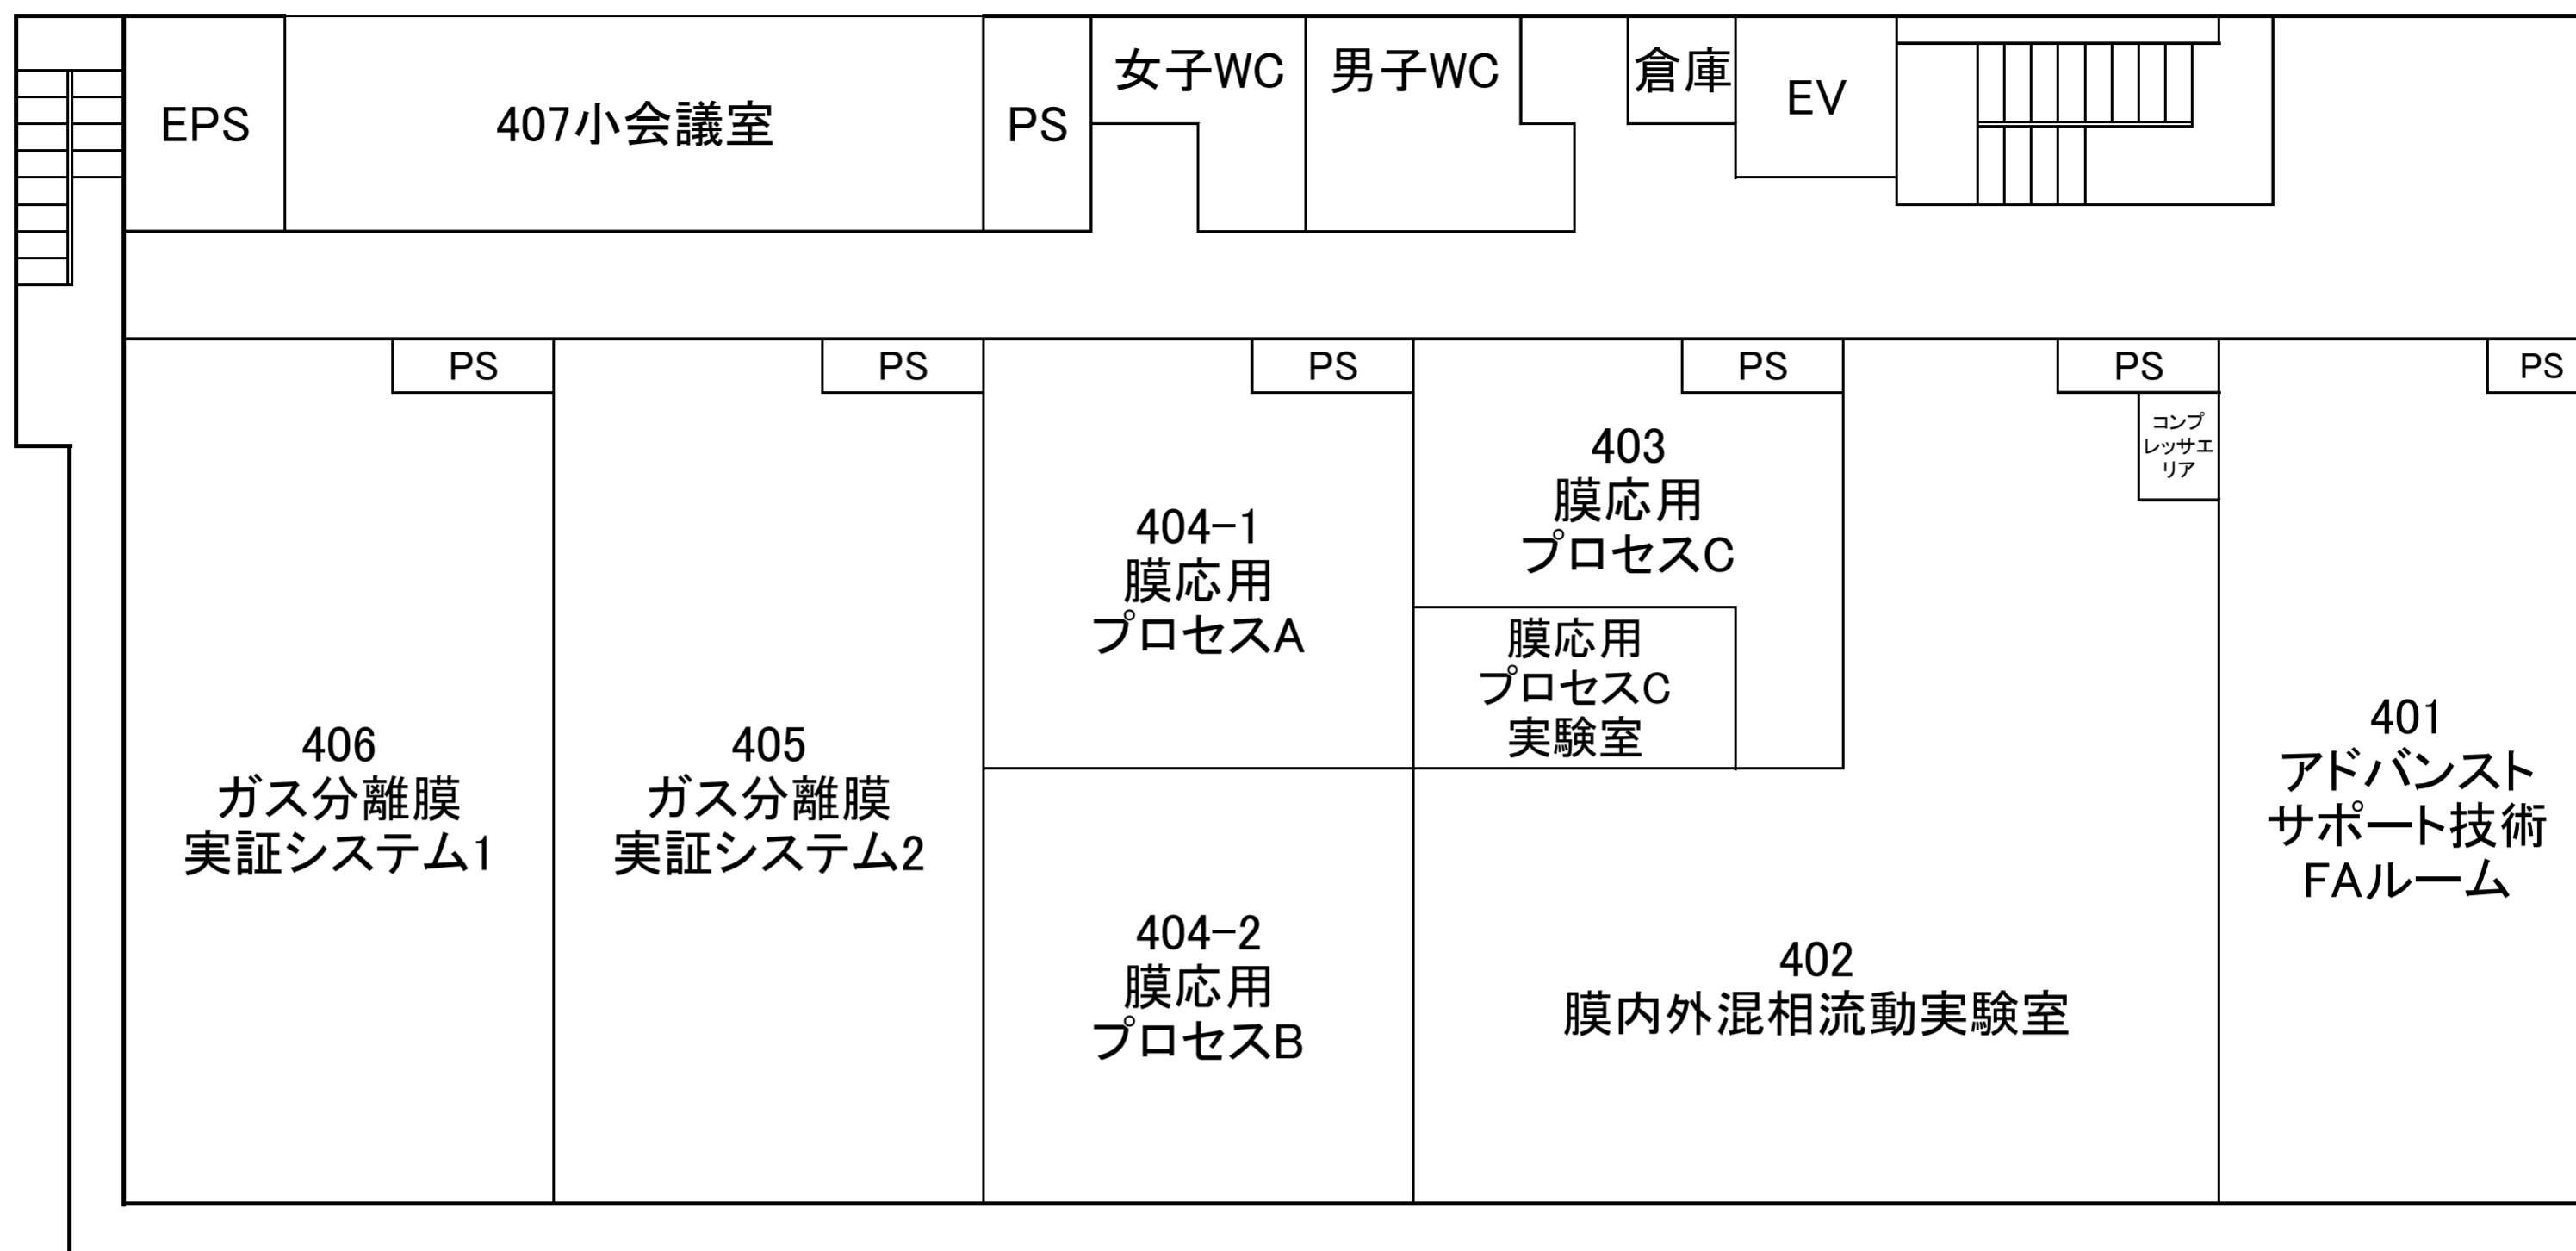 EPS
407小会議室
PS
女子WC
男子WC
倉庫
EV
PS
PS
PS
PS
PS
PS
コンプ
レッサエ
リア
406
ガス分離膜
実証システム1
405
ガス分離膜
実証システム2
404-1
膜応用
プロセスA
403
膜応用
プロセスC
膜応用
プロセスC
実験室
404-2
膜応用
プロセスB
402
膜内外混相流動実験室
401
アドバンスト
サポート技術
FAルーム